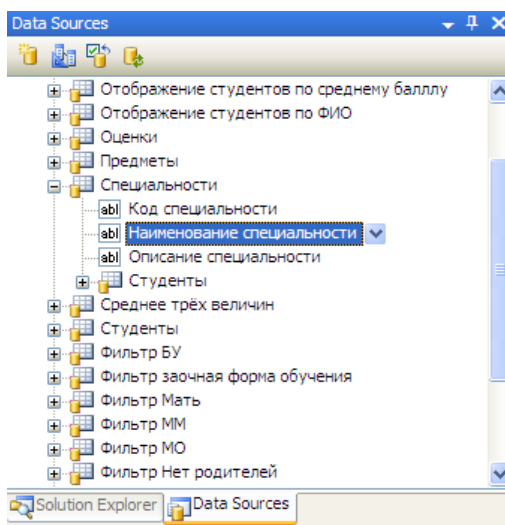 Data Sources
Отображение студентов по среднему балллу
Отображение студентов по ФИО
Оценки
Предметы
Специальности
abl Код специальности
abl Наименование специальности
abl Описание специальности
Студенты
Среднее трёх величин
Студенты
Фильтр БУ
Фильтр заочная форма обучения
Фильтр Мать
Фильтр ММ
Фильтр МО
Фильтр Нет родителей
Solution Explorer Data Sources